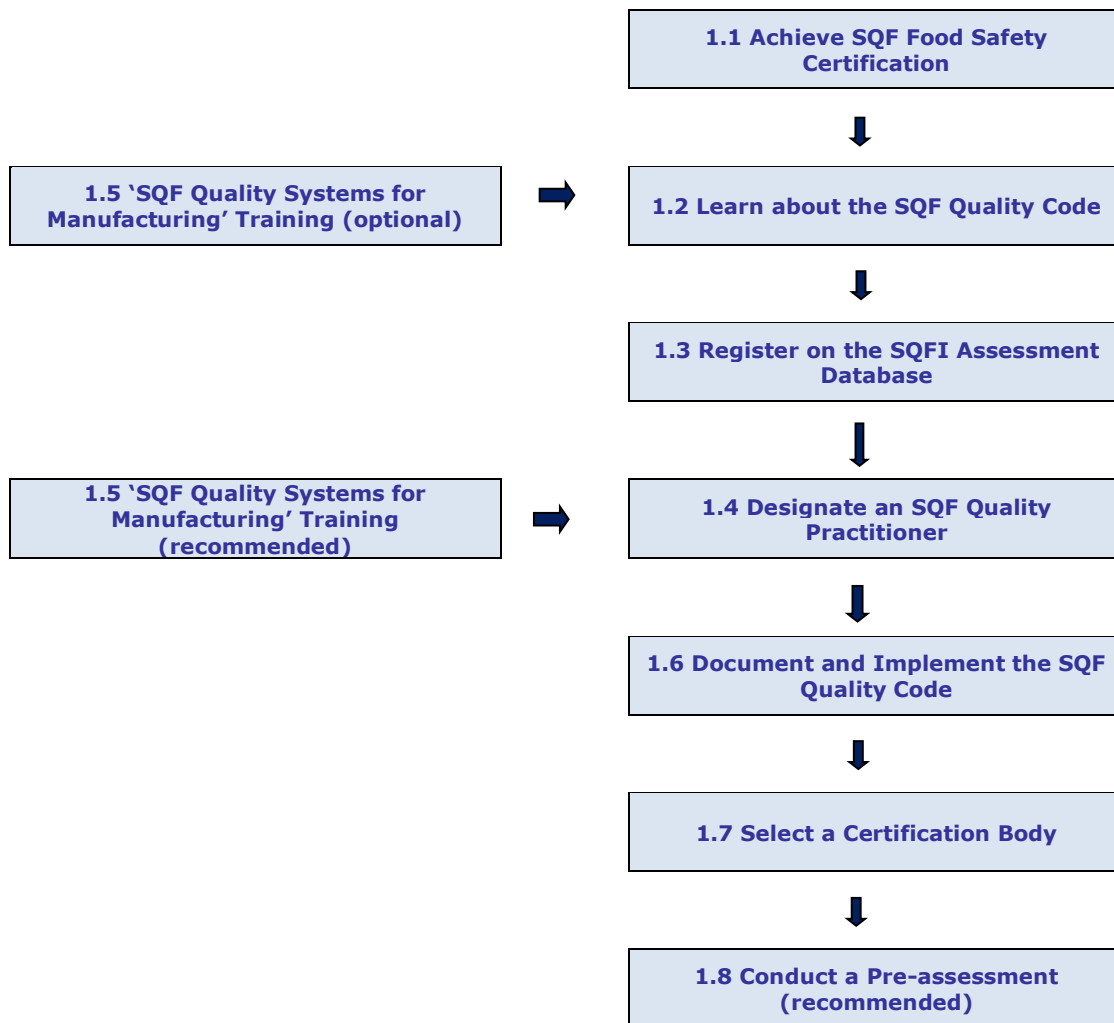 1.1 Achieve SQF Food Safety
Certification
1.5 ‘SQF Quality Systems for
Manufacturing’ Training (optional)
1.2 Learn about the SQF Quality Code
1.3 Register on the SQFI Assessment
Database
1.5 ‘SQF Quality Systems for
Manufacturing’ Training
(recommended)
1.4 Designate an SQF Quality
Practitioner
1.6 Document and Implement the SQF
Quality Code
1.7 Select a Certification Body
1.8 Conduct a Pre-assessment
(recommended)